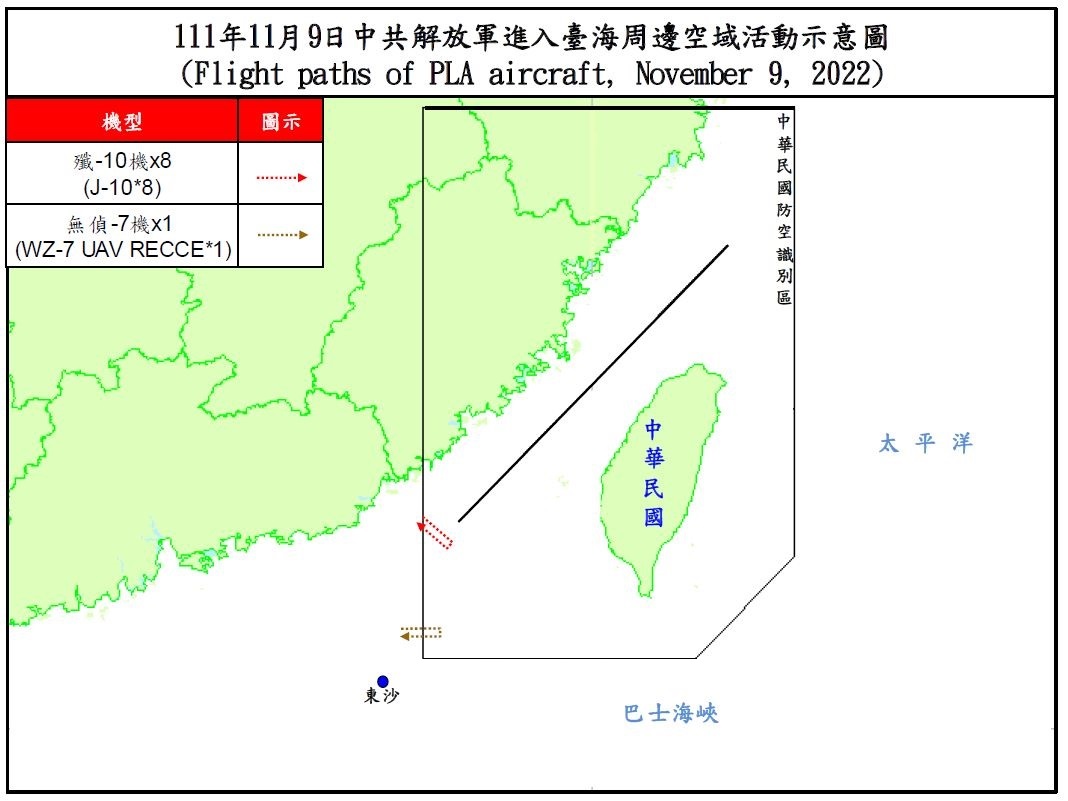 111年11月9日中共解放軍進入臺海周邊空域活動示意圖
(Flight paths of PLA aircraft, November 9, 2022)
機型
圖示
殲-10機x8
(J-10*8)
無偵-7機x1
(WZ-7 UAV RECCE*1)
中華民國防空識別區
中華民國
太平洋
東沙
巴士海峽